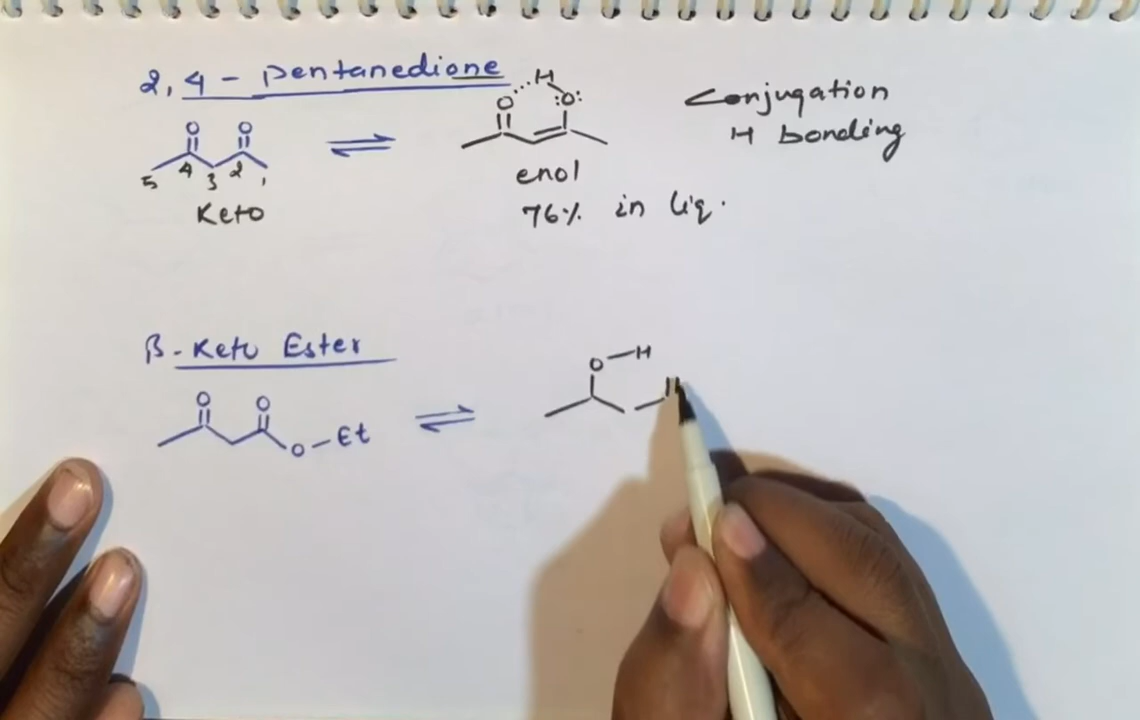 2,4 - pentanedione
O O
5 4 3 2 1
Keto
O H :O:
enol
76% in liq.
Conjugation
H bonding
β-Keto Ester
O O
O-Et
O-H